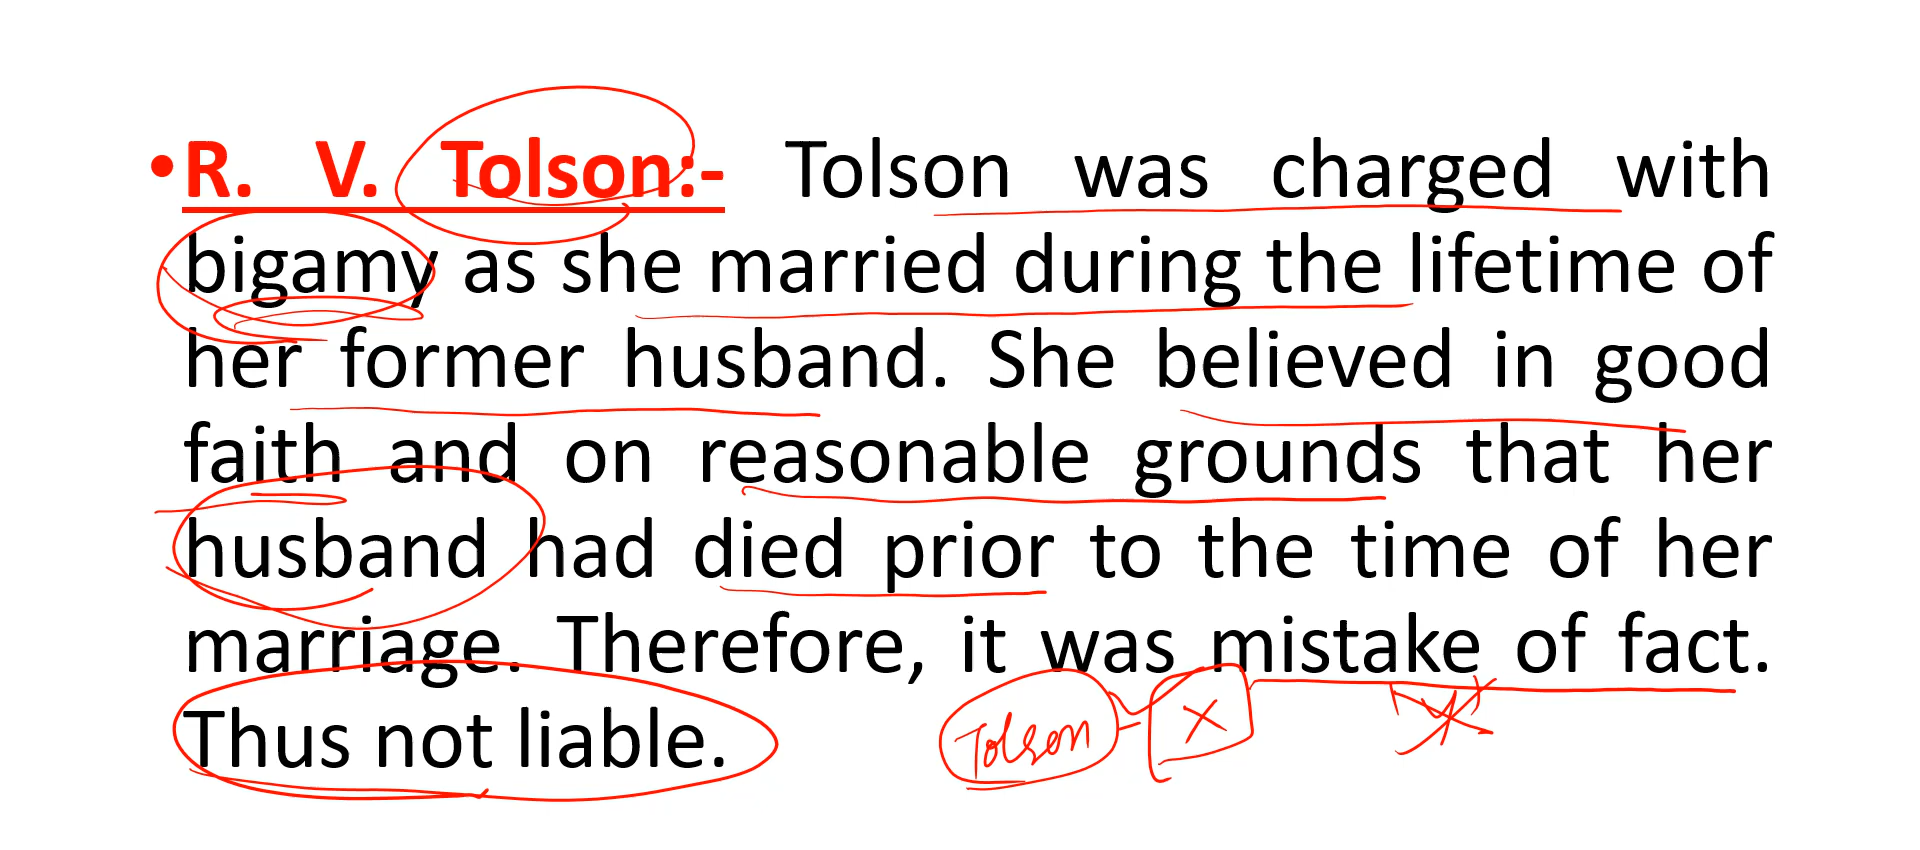 •R. V. Tolson:- Tolson was charged with
bigamy as she married during the lifetime of
her former husband. She believed in good
faith and on reasonable grounds that her
husband had died prior to the time of her
marriage. Therefore, it was mistake of fact.
Thus not liable.
Tolson - X